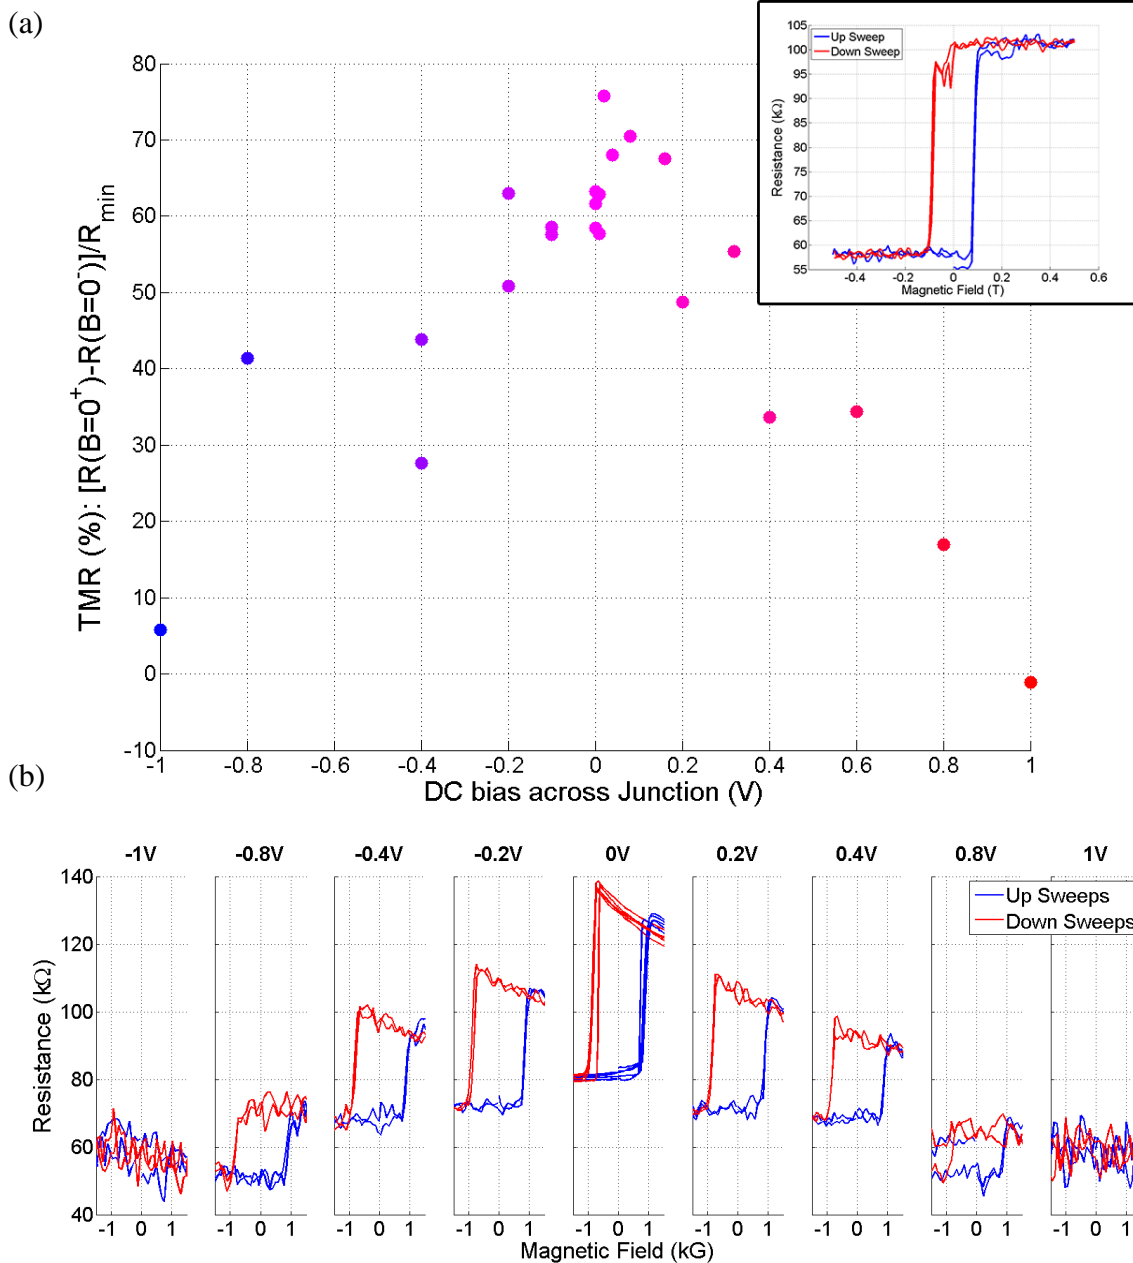 (a)
TMR (%): [R(B=0+)-R(B=0-)]/Rmin
80
70
60
50
40
30
20
10
0
-10
-1
-0.8
-0.6
-0.4
-0.2
0
0.2
0.4
0.6
0.8
1
DC bias across Junction (V)
Up Sweep
Down Sweep
Resistance (kΩ)
105
100
95
90
85
80
75
70
65
60
55
-0.4
-0.2
0
0.2
0.4
0.6
Magnetic Field (T)
(b)
-1V
-0.8V
-0.4V
-0.2V
0V
0.2V
0.4V
0.8V
1V
Up Sweeps
Down Sweeps
Resistance (kΩ)
140
120
100
80
60
40
-1 0 1
-1 0 1
-1 0 1
-1 0 1
-1 0 1
-1 0 1
-1 0 1
-1 0 1
-1 0 1
Magnetic Field (kG)